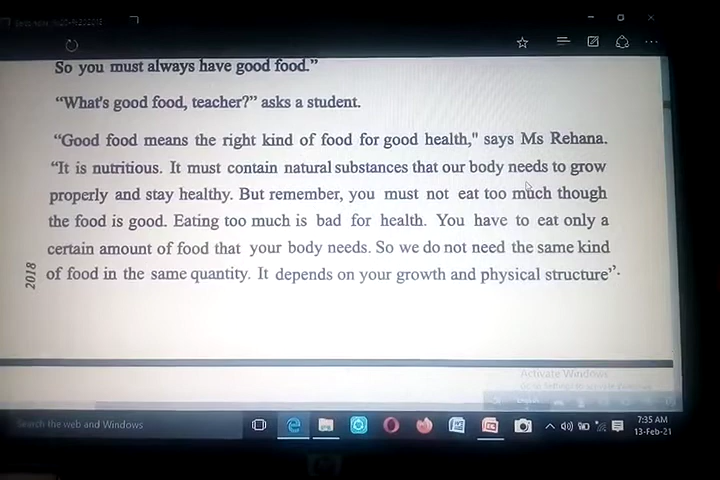 So you must always have good food."
"What's good food, teacher?" asks a student.
"Good food means the right kind of food for good health," says Ms Rehana.
"It is nutritious. It must contain natural substances that our body needs to grow
properly and stay healthy. But remember, you must not eat too much though
the food is good. Eating too much is bad for health. You have to eat only a
certain amount of food that your body needs. So we do not need the same kind
of food in the same quantity. It depends on your growth and physical structure".
2018
Activate Windows
Search the web and Windows
7:35 AM
13-Feb-21